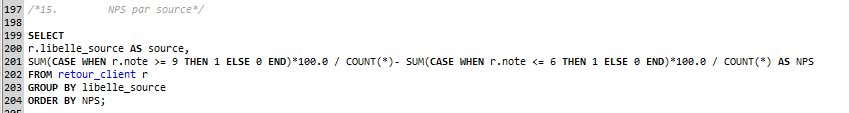 197 /*15. NPS par source*/
198
199 SELECT
200 r.libelle_source AS source,
201 SUM(CASE WHEN r.note >= 9 THEN 1 ELSE 0 END)*100.0 / COUNT(*)- SUM(CASE WHEN r.note <= 6 THEN 1 ELSE 0 END)*100.0 / COUNT(*) AS NPS
202 FROM retour_client r
203 GROUP BY libelle_source
204 ORDER BY NPS;